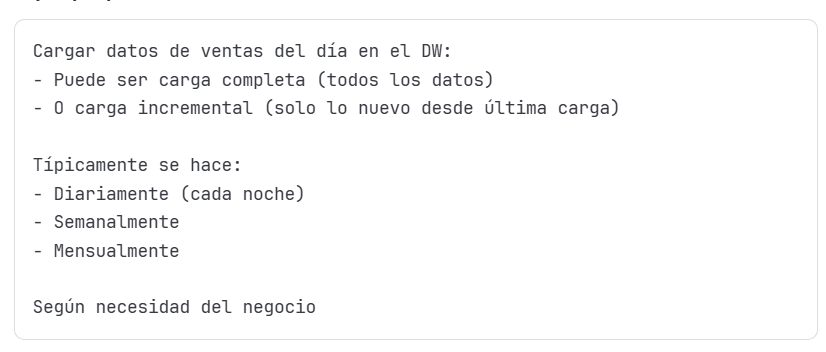 Cargar datos de ventas del día en el DW:
- Puede ser carga completa (todos los datos)
- O carga incremental (solo lo nuevo desde última carga)
Típicamente se hace:
- Diariamente (cada noche)
- Semanalmente
- Mensualmente
Según necesidad del negocio